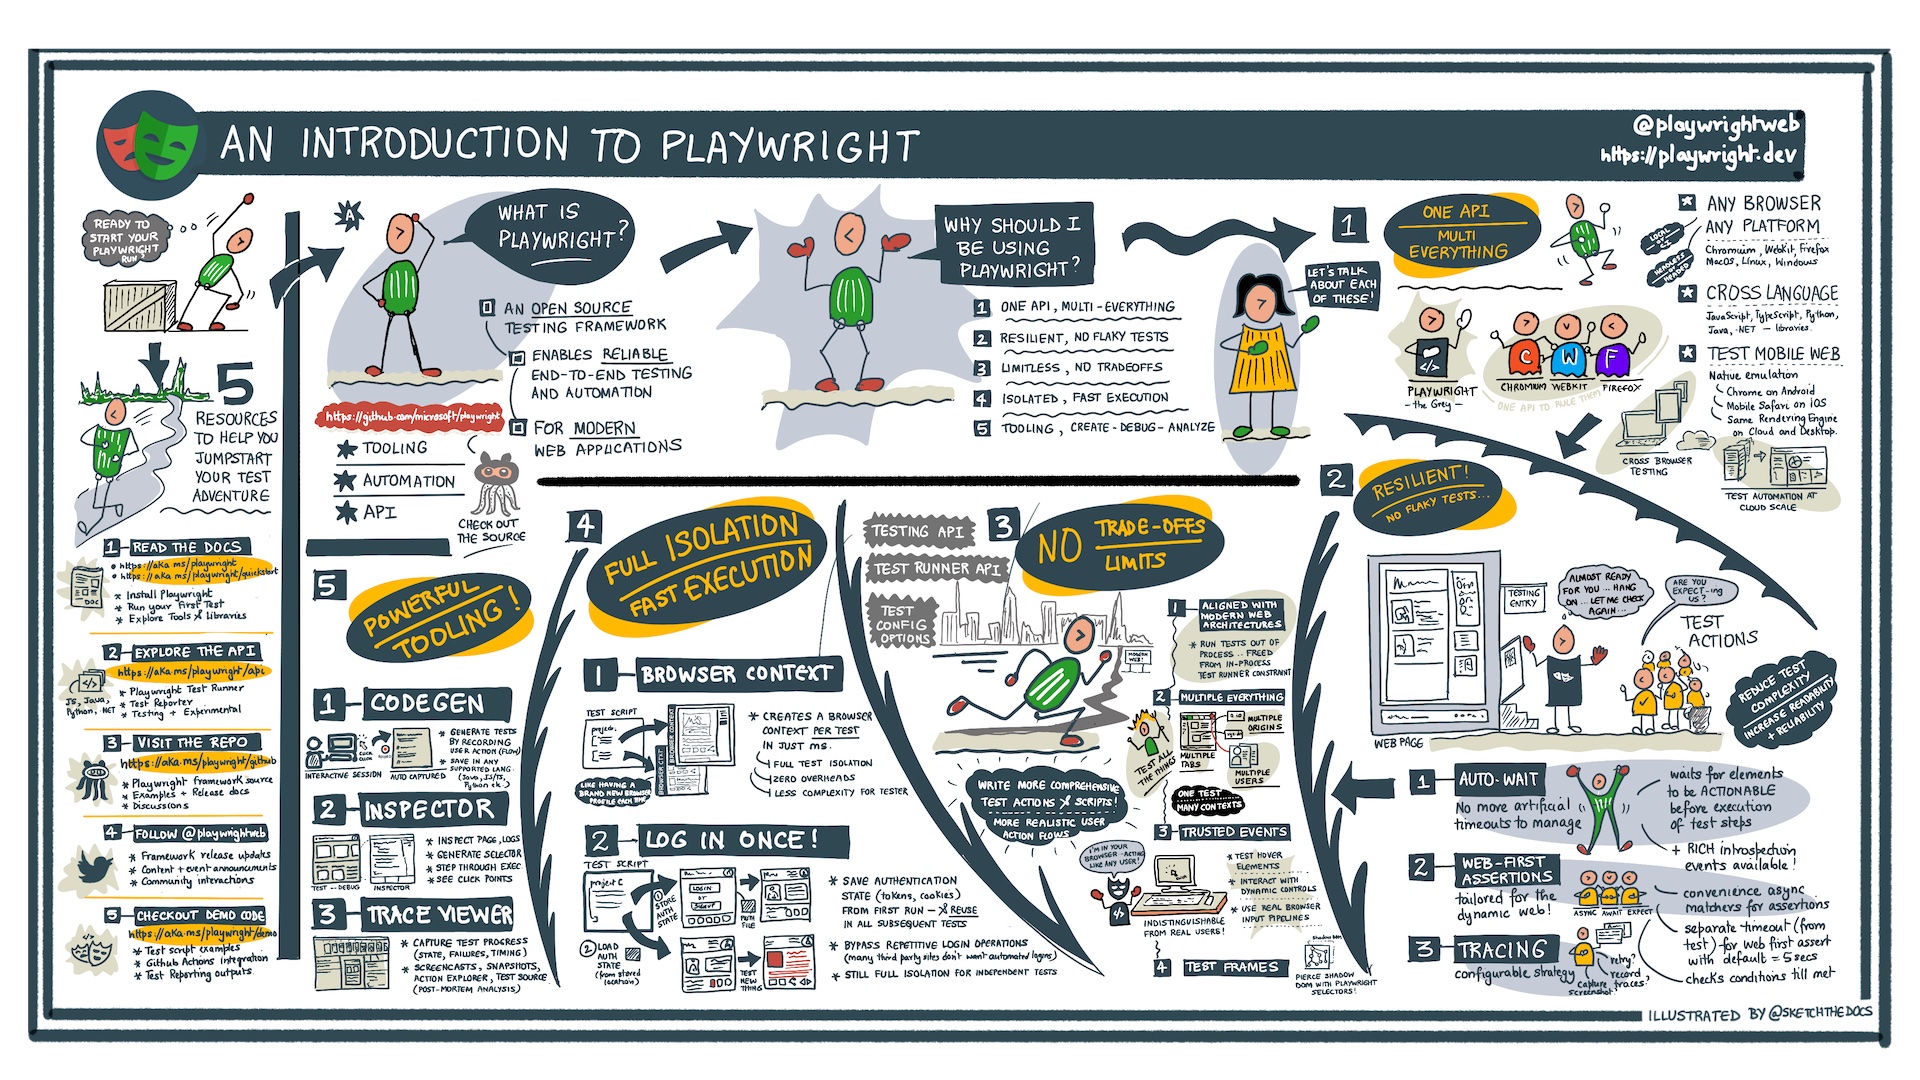 AN INTRODUCTION TO PLAYWRIGHT
@playwrightweb
https://playwright.dev
READY TO
START YOUR
PLAYWRIGHT
RUN?
5
RESOURCES
TO HELP YOU
JUMPSTART
YOUR TEST
ADVENTURE
1 READ THE DOCS
https://aka.ms/playwright
https://aka.ms/playwright/quickstart
* Install Playwright
* Run your First Test
* Explore Tools & Libraries
DOC
2 EXPLORE THE API
https://aka.ms/playwright/api
* Playwright Test Runner
* Test Reporter
* Testing + Experimental
JS, Java,
Python, .NET
3 VISIT THE REPO
https://aka.ms/playwright/github
* Playwright framework source
* Examples + Release docs
* Discussions
4 FOLLOW @playwrightweb
* Framework release updates
* Content + event announcements
* Community interactions
5 CHECKOUT DEMO CODE
https://aka.ms/playwright/demo
* Test script examples
* Github Actions integration
* Test Reporting outputs
A
WHAT IS
PLAYWRIGHT?
AN OPEN SOURCE
TESTING FRAMEWORK
ENABLES RELIABLE
END-TO-END TESTING
AND AUTOMATION
FOR MODERN
WEB APPLICATIONS
https://github.com/microsoft/playwright
TOOLING
AUTOMATION
API
CHECK OUT
THE SOURCE
WHY SHOULD I
BE USING
PLAYWRIGHT?
1 ONE API, MULTI-EVERYTHING
2 RESILIENT, NO FLAKY TESTS
3 LIMITLESS, NO TRADEOFFS
4 ISOLATED, FAST EXECUTION
5 TOOLING, CREATE-DEBUG-ANALYZE
LET'S TALK
ABOUT EACH
OF THESE!
1
ONE API
MULTI
EVERYTHING
LOCAL
OR CI
HEADLESS
HEADED
ANY BROWSER
ANY PLATFORM
Chromium, WebKit, Firefox
MacOS, Linux, Windows
CROSS LANGUAGE
JavaScript, TypeScript, Python,
Java, .NET – libraries.
TEST MOBILE WEB
Native emulation
Chrome on Android
Mobile Safari on iOS
Same Rendering Engine
on Cloud and Desktop.
PLAYWRIGHT
- the Grey -
C W F
CHROMIUM WEBKIT FIREFOX
ONE API TO RULE THEM
CROSS BROWSER
TESTING
TEST AUTOMATION AT
CLOUD SCALE
2
RESILIENT!
NO FLAKY TESTS...
TESTING
ENTRY
ALMOST READY
FOR YOU... HANG
ON... LET ME CHECK
AGAIN...
ARE YOU
EXPECT-ing
US?
TEST
ACTIONS
WEB PAGE
REDUCE TEST
COMPLEXITY
INCREASE READABILITY
+ RELIABILITY
1 AUTO-WAIT
No more artificial
timeouts to manage
waits for elements
to be ACTIONABLE
before execution
of test steps
+ RICH introspection
events available!
2 WEB-FIRST
ASSERTIONS
tailored for the
dynamic web!
ASYNC AWAIT EXPECT
convenience async
matchers for assertions
separate timeout (from
test) - for web first assert
with default = 5 secs
checks conditions till met
3 TRACING
configurable strategy
retry?
record
traces?
capture
screenshot?
3
TESTING API
TEST RUNNER API
TEST
CONFIG
OPTIONS
NO TRADE-OFFS
LIMITS
MODERN
WEB!
1 ALIGNED WITH
MODERN WEB
ARCHITECTURES
* RUN TESTS OUT OF
PROCESS.. FREED
FROM IN-PROCESS
TEST RUNNER CONSTRAINT
2 MULTIPLE EVERYTHING
TEST ALL
THE THINGS
MULTIPLE
TABS
MULTIPLE
ORIGINS
MULTIPLE
USERS
ONE TEST
MANY CONTEXTS
WRITE MORE COMPREHENSIVE
TEST ACTIONS & SCRIPTS!
MORE REALISTIC USER
ACTION FLOWS
3 TRUSTED EVENTS
I'M IN YOUR
BROWSER - ACTING
LIKE ANY USER!
INDISTINGUISHABLE
FROM REAL USERS!
* TEST HOVER
ELEMENTS
* INTERACT WITH
DYNAMIC CONTROLS
* USE REAL BROWSER
INPUT PIPELINES
4 TEST FRAMES
Shadow Dom
PIERCE SHADOW
DOM WITH PLAYWRIGHT
SELECTORS!
4
FULL ISOLATION
FAST EXECUTION
1 BROWSER CONTEXT
TEST SCRIPT
project.
BROWSER CTXT
LIKE HAVING A
BRAND NEW BROWSER
PROFILE EACH TIME
* CREATES A BROWSER
CONTEXT PER TEST
IN JUST ms.
FULL TEST ISOLATION
ZERO OVERHEADS
LESS COMPLEXITY FOR TESTER
2 LOG IN ONCE!
TEST SCRIPT
project C
1 STORE
AUTH
STATE
LOGIN
OR
AUTH
FILE
2 LOAD
AUTH
STATE
(from stored
location)
TEST
NEW
THING
* SAVE AUTHENTICATION
STATE (tokens, cookies)
FROM FIRST RUN - & REUSE
IN ALL SUBSEQUENT TESTS
* BYPASS REPETITIVE LOGIN OPERATIONS
(many third party sites don't want automated logins)
* STILL FULL ISOLATION FOR INDEPENDENT TESTS
5
POWERFUL
TOOLING!
1 CODEGEN
CLICK
INTERACTIVE SESSION
AUTO CAPTURED
* GENERATE TESTS
BY RECORDING
USER ACTION (FLOW)
* SAVE IN ANY
SUPPORTED LANG.
(Java, JS/TS,
Python etc.)
2 INSPECTOR
TEST -- DEBUG
INSPECTOR
* INSPECT PAGE, LOGS
* GENERATE SELECTOR
* STEP THROUGH EXEC
* SEE CLICK POINTS
3 TRACE VIEWER
* CAPTURE TEST PROGRESS
(STATE, FAILURES, TIMING)
* SCREENCASTS, SNAPSHOTS,
ACTION EXPLORER, TEST SOURCE
(POST-MORTEM ANALYSIS)
ILLUSTRATED BY @SKETCHTHEDOCS